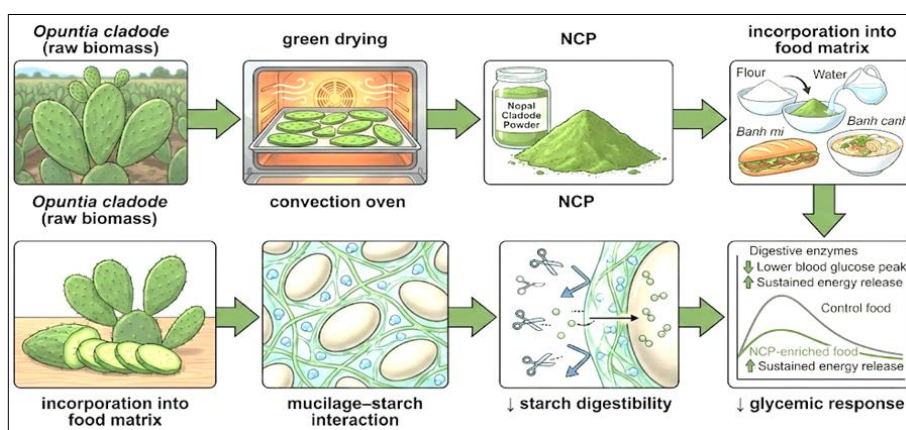 Opuntia cladode
(raw biomass)
green drying
NCP
incorporation into
food matrix
Nopal
Cladode
Powder
Flour
Water
Banh mi
Banh canh
Opuntia cladode
(raw biomass)
convection oven
NCP
Digestive enzymes
↓ Lower blood glucose peak
↑ Sustained energy release
Control food
NCP-enriched food
↑ Sustained energy release
incorporation into
food matrix
mucilage–starch
interaction
↓ starch digestibility
↓ glycemic response